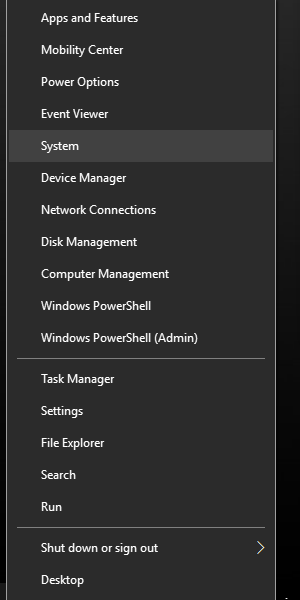 Apps and Features
Mobility Center
Power Options
Event Viewer
System
Device Manager
Network Connections
Disk Management
Computer Management
Windows PowerShell
Windows PowerShell (Admin)
Task Manager
Settings
File Explorer
Search
Run
Shut down or sign out
Desktop